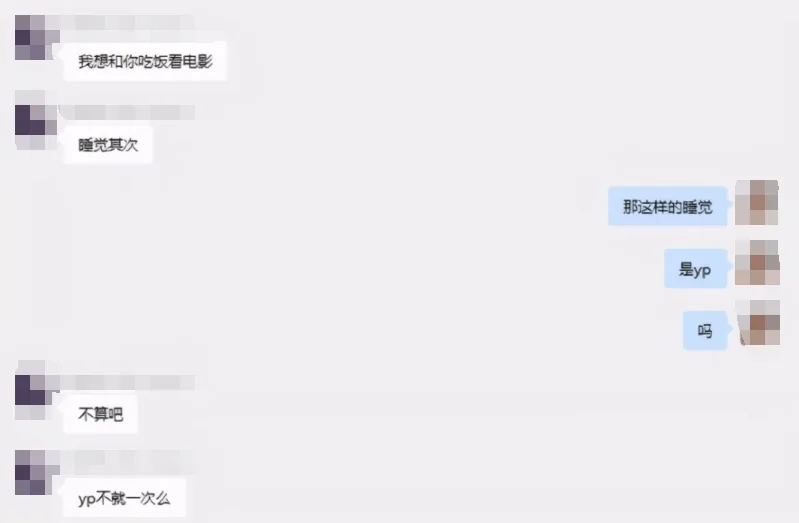 我想和你吃饭看电影
睡觉其次
那这样的睡觉
是yp
吗
不算吧
yp不就一次么